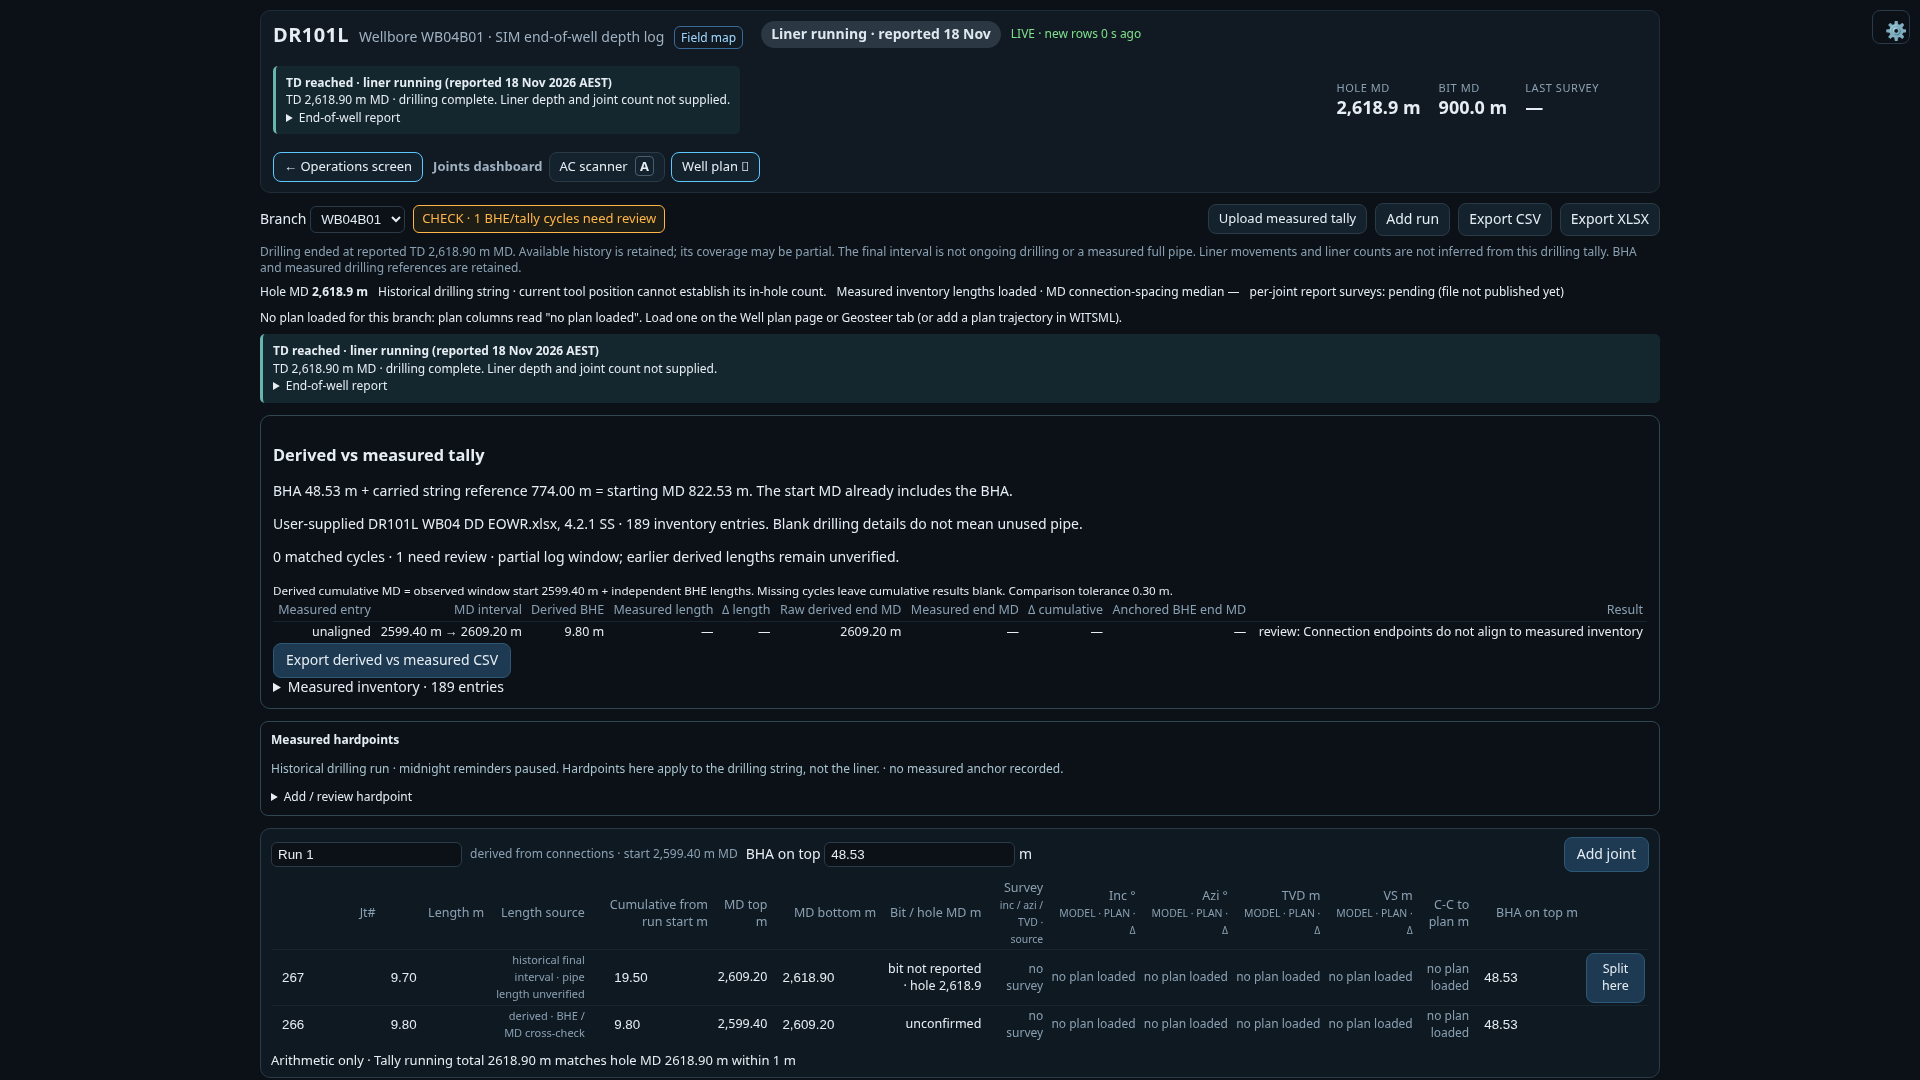 DR101L Wellbore WB04B01 · SIM end-of-well depth log Field map Liner running · reported 18 Nov LIVE · new rows 0 s ago
TD reached · liner running (reported 18 Nov 2026 AEST)
TD 2,618.90 m MD · drilling complete. Liner depth and joint count not supplied.
▶ End-of-well report
HOLE MD BIT MD LAST SURVEY
2,618.9 m 900.0 m —
← Operations screen Joints dashboard AC scanner A Well plan
Branch WB04B01 CHECK · 1 BHE/tally cycles need review Upload measured tally Add run Export CSV Export XLSX
Drilling ended at reported TD 2,618.90 m MD. Available history is retained; its coverage may be partial. The final interval is not ongoing drilling or a measured full pipe. Liner movements and liner counts are not inferred from this drilling tally. BHA
and measured drilling references are retained.
Hole MD 2,618.9 m Historical drilling string · current tool position cannot establish its in-hole count. Measured inventory lengths loaded · MD connection-spacing median — per-joint report surveys: pending (file not published yet)
No plan loaded for this branch: plan columns read "no plan loaded". Load one on the Well plan page or Geosteer tab (or add a plan trajectory in WITSML).
TD reached · liner running (reported 18 Nov 2026 AEST)
TD 2,618.90 m MD · drilling complete. Liner depth and joint count not supplied.
▶ End-of-well report
Derived vs measured tally
BHA 48.53 m + carried string reference 774.00 m = starting MD 822.53 m. The start MD already includes the BHA.
User-supplied DR101L WB04 DD EOWR.xlsx, 4.2.1 SS · 189 inventory entries. Blank drilling details do not mean unused pipe.
0 matched cycles · 1 need review · partial log window; earlier derived lengths remain unverified.
Derived cumulative MD = observed window start 2599.40 m + independent BHE lengths. Missing cycles leave cumulative results blank. Comparison tolerance 0.30 m.
Measured entry MD interval Derived BHE Measured length Δ length Raw derived end MD Measured end MD Δ cumulative Anchored BHE end MD Result
unaligned 2599.40 m → 2609.20 m 9.80 m — — 2609.20 m — — — review: Connection endpoints do not align to measured inventory
Export derived vs measured CSV
▶ Measured inventory · 189 entries
Measured hardpoints
Historical drilling run · midnight reminders paused. Hardpoints here apply to the drilling string, not the liner. · no measured anchor recorded.
▶ Add / review hardpoint
Run 1 derived from connections · start 2,599.40 m MD BHA on top 48.53 m Add joint
Jt# Length m Length source Cumulative from run start m MD top m MD bottom m Bit / hole MD m Survey inc / azi / TVD · source Inc ° MODEL · PLAN · Δ Azi ° MODEL · PLAN · Δ TVD m MODEL · PLAN · Δ VS m MODEL · PLAN · Δ C-C to plan m BHA on top m
267 9.70 historical final interval · pipe length unverified 19.50 2,609.20 2,618.90 bit not reported · hole 2,618.9 no survey no plan loaded no plan loaded no plan loaded no plan loaded no plan loaded 48.53 Split here
266 9.80 derived · BHE / MD cross-check 9.80 2,599.40 2,609.20 unconfirmed no survey no plan loaded no plan loaded no plan loaded no plan loaded no plan loaded 48.53
Arithmetic only · Tally running total 2618.90 m matches hole MD 2618.90 m within 1 m